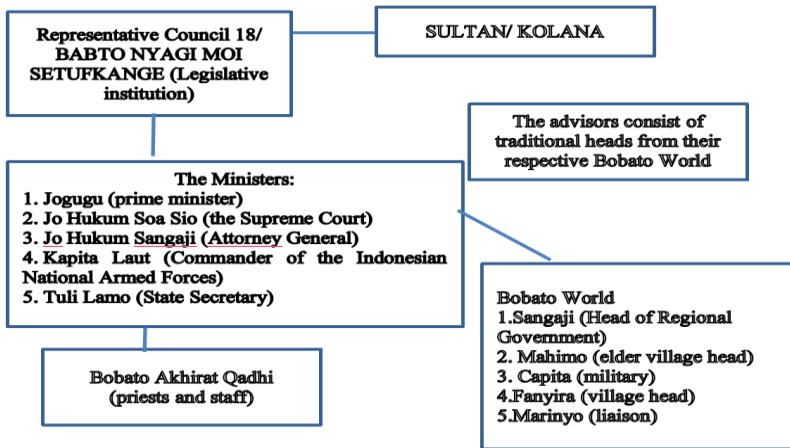 Representative Council 18/
BABTO NYAGI MOI
SETUFKANGE (Legislative
institution)
SULTAN/ KOLANA
The advisors consist of
traditional heads from their
respective Bobato World
The Ministers:
1. Jogugu (prime minister)
2. Jo Hukum Soa Sio (the Supreme Court)
3. Jo Hukum Sangaji (Attorney General)
4. Kapita Laut (Commander of the Indonesian
National Armed Forces)
5. Tuli Lamo (State Secretary)
Bobato World
1.Sangaji (Head of Regional
Government)
2. Mahimo (elder village head)
3. Capita (military)
4.Fanyira (village head)
5.Marinyo (liaison)
Bobato Akhirat Qadhi
(priests and staff)